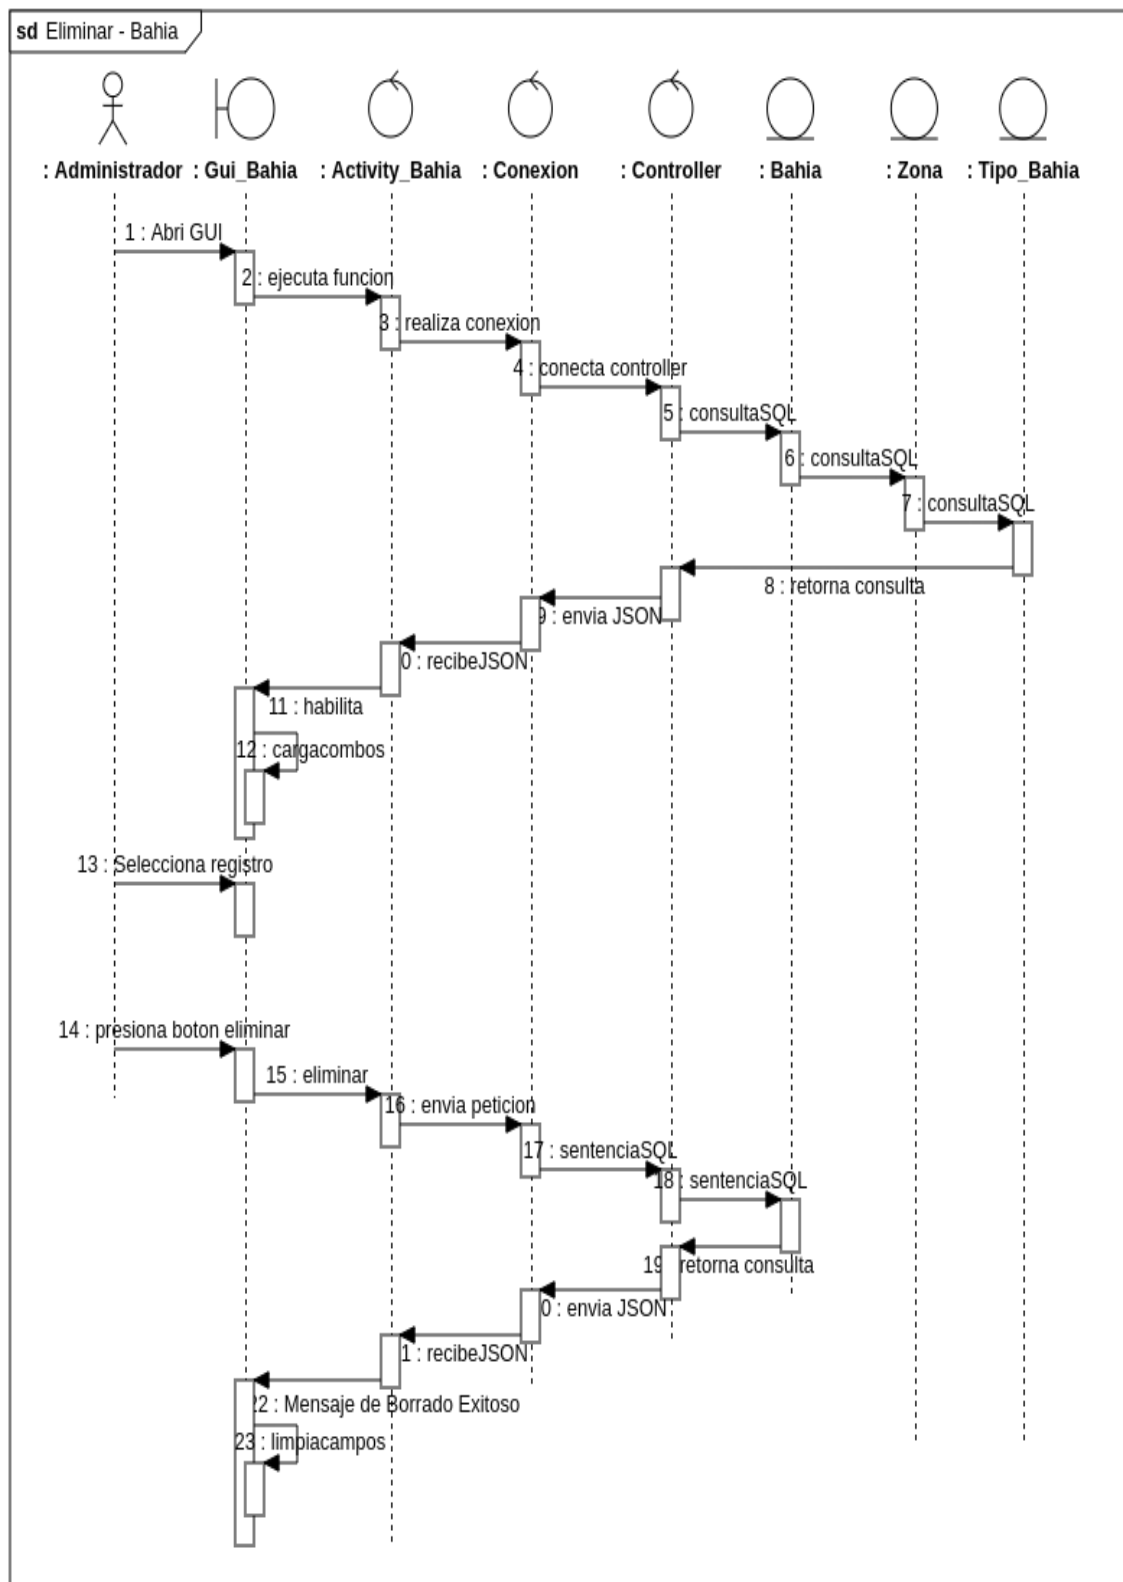 sd Eliminar - Bahia
: Administrador : Gui_Bahia : Activity_Bahia : Conexion : Controller : Bahia : Zona : Tipo_Bahia
1 : Abri GUI
2 : ejecuta funcion
3 : realiza conexion
4 : conecta controller
5 : consultaSQL
6 : consultaSQL
7 : consultaSQL
8 : retorna consulta
9 : envia JSON
0 : recibeJSON
11 : habilita
12 : cargacombos
13 : Selecciona registro
14 : presiona boton eliminar
15 : eliminar
16 : envia peticion
17 : sentenciaSQL
18 : sentenciaSQL
19 retorna consulta
0 : envia JSON
1 : recibeJSON
22 : Mensaje de Borrado Exitoso
23 : limpiacampos